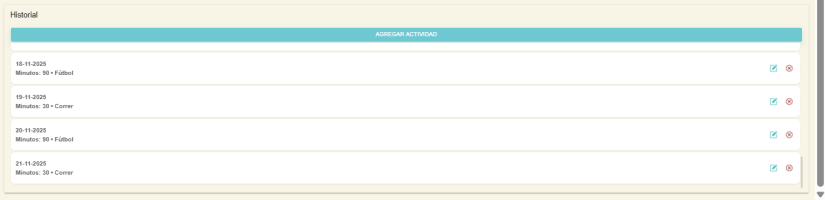 Historial
AGREGAR ACTIVIDAD
18-11-2025
Minutos: 90 • Fútbol
19-11-2025
Minutos: 30 • Correr
20-11-2025
Minutos: 90 • Fútbol
21-11-2025
Minutos: 30 • Correr